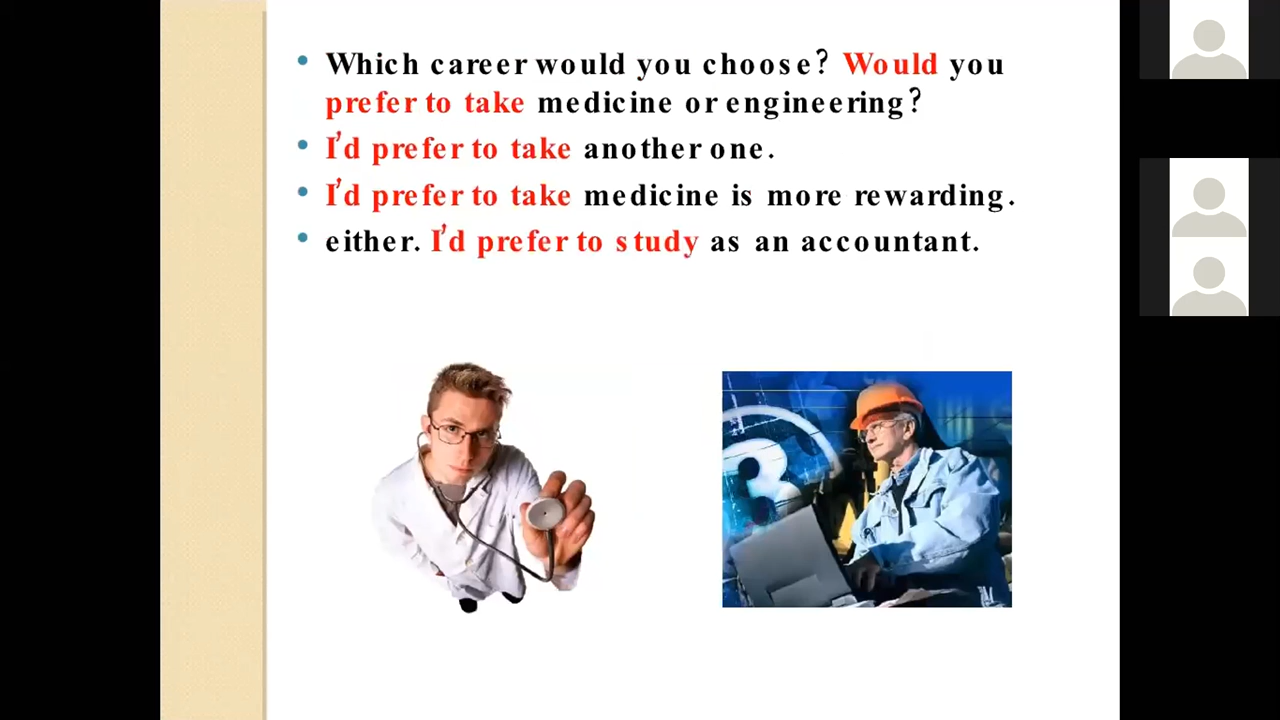 Which career would you choose? Would you
prefer to take medicine or engineering?
I'd prefer to take another one.
I'd prefer to take medicine is more rewarding.
either. I'd prefer to study as an accountant.
3